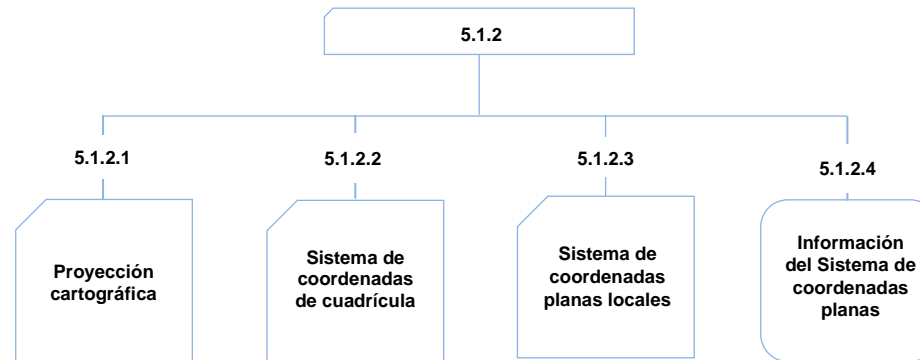 5.1.2
5.1.2.1
5.1.2.2
5.1.2.3
5.1.2.4
Proyección
cartográfica
Sistema de
coordenadas
de cuadrícula
Sistema de
coordenadas
planas locales
Información
del Sistema de
coordenadas
planas